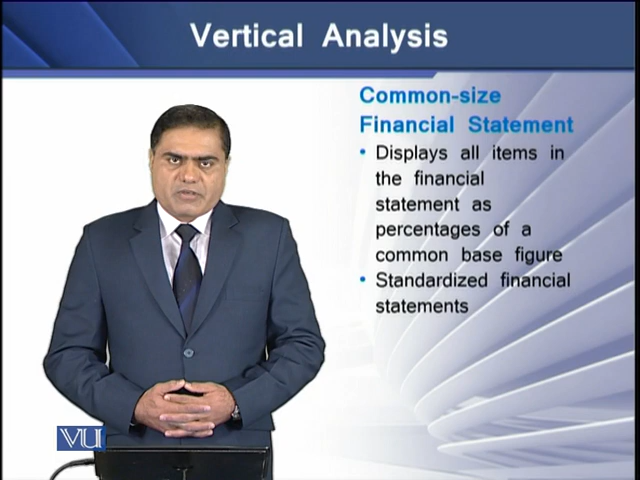 Vertical Analysis
Common-size
Financial Statement
• Displays all items in
the financial
statement as
percentages of a
common base figure
• Standardized financial
statements
VU